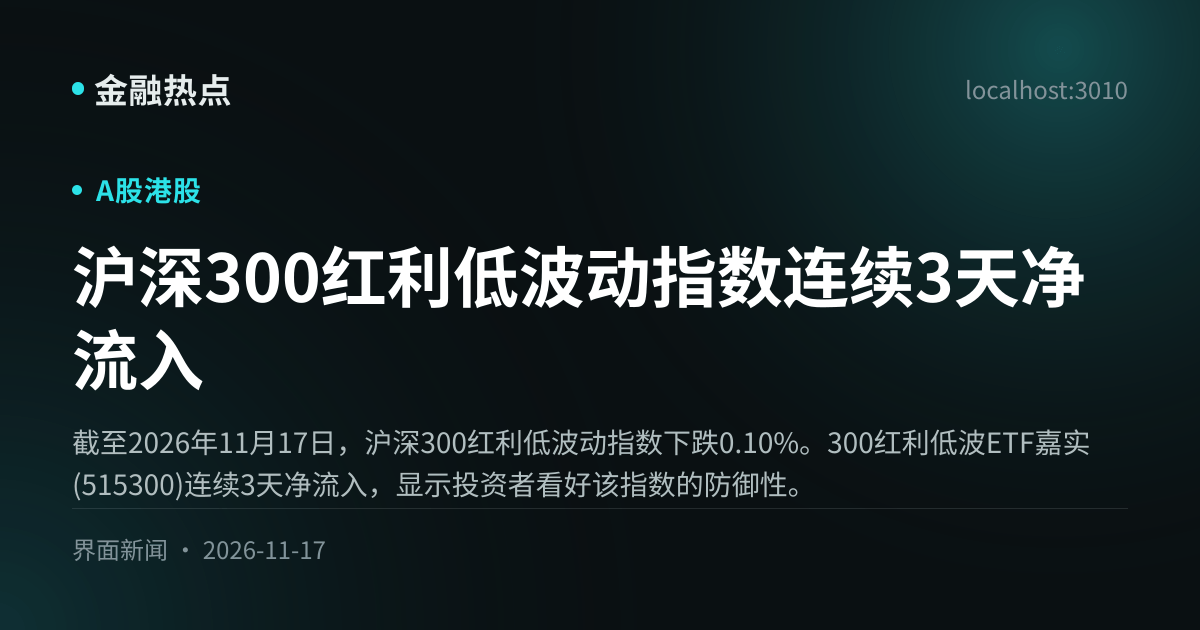 金融热点
localhost:3010
A股港股
沪深300红利低波动指数连续3天净
流入
截至2026年11月17日，沪深300红利低波动指数下跌0.10%。300红利低波ETF嘉实
(515300)连续3天净流入，显示投资者看好该指数的防御性。
界面新闻 • 2026-11-17